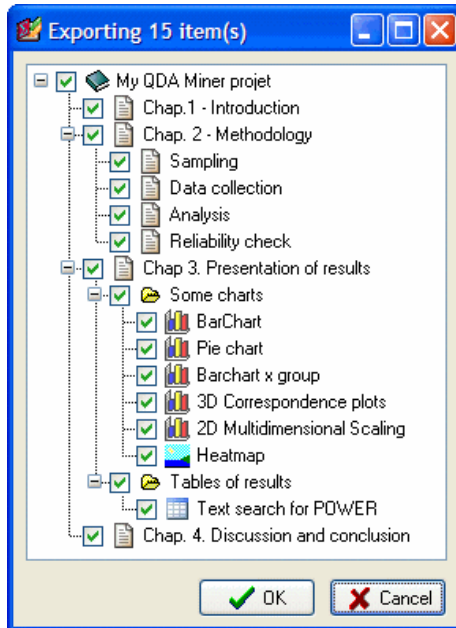 Exporting 15 item(s)
My QDA Miner projet
Chap.1 - Introduction
Chap. 2 - Methodology
Sampling
Data collection
Analysis
Reliability check
Chap 3. Presentation of results
Some charts
BarChart
Pie chart
Barchart x group
3D Correspondence plots
2D Multidimensional Scaling
Heatmap
Tables of results
Text search for POWER
Chap. 4. Discussion and conclusion
OK Cancel